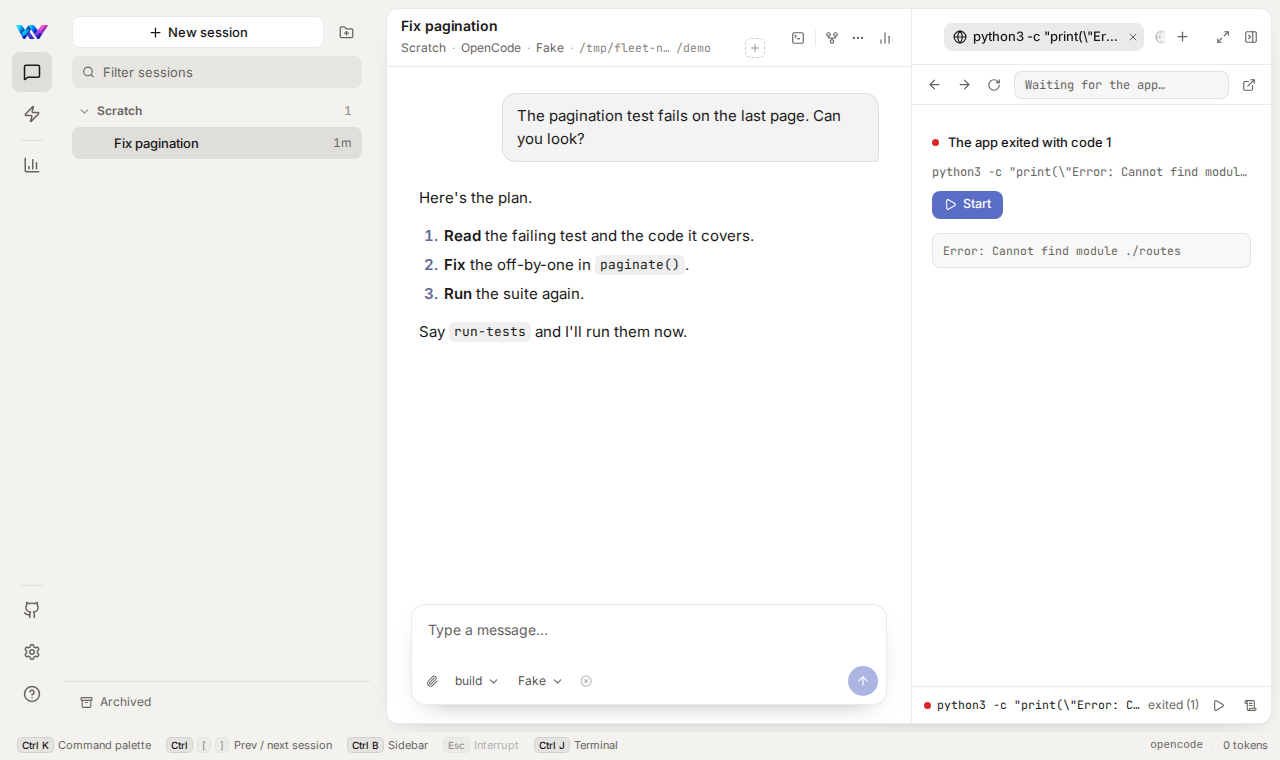 New session
Filter sessions
Scratch 1
Fix pagination 1m
Archived
Fix pagination
Scratch · OpenCode · Fake · /tmp/fleet-n… /demo
The pagination test fails on the last page. Can
you look?
Here's the plan.
1. Read the failing test and the code it covers.
2. Fix the off-by-one in paginate().
3. Run the suite again.
Say run-tests and I'll run them now.
Type a message...
build Fake
python3 -c "print(\"Er...
Waiting for the app…
The app exited with code 1
python3 -c "print(\"Error: Cannot find modul…
Start
Error: Cannot find module ./routes
python3 -c "print(\"Error: C… exited (1)
Ctrl K Command palette Ctrl [ ] Prev / next session Ctrl B Sidebar Esc Interrupt Ctrl J Terminal opencode 0 tokens